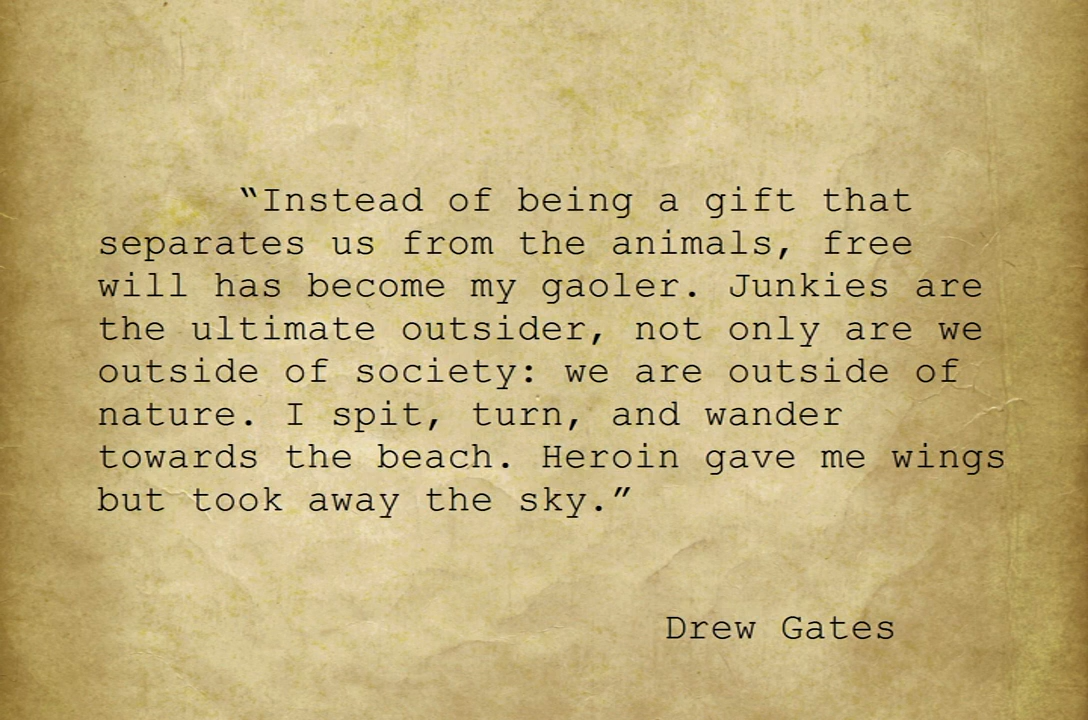 “Instead of being a gift that
separates us from the animals, free
will has become my gaoler. Junkies are
the ultimate outsider, not only are we
outside of society: we are outside of
nature. I spit, turn, and wander
towards the beach. Heroin gave me wings
but took away the sky.”
Drew Gates